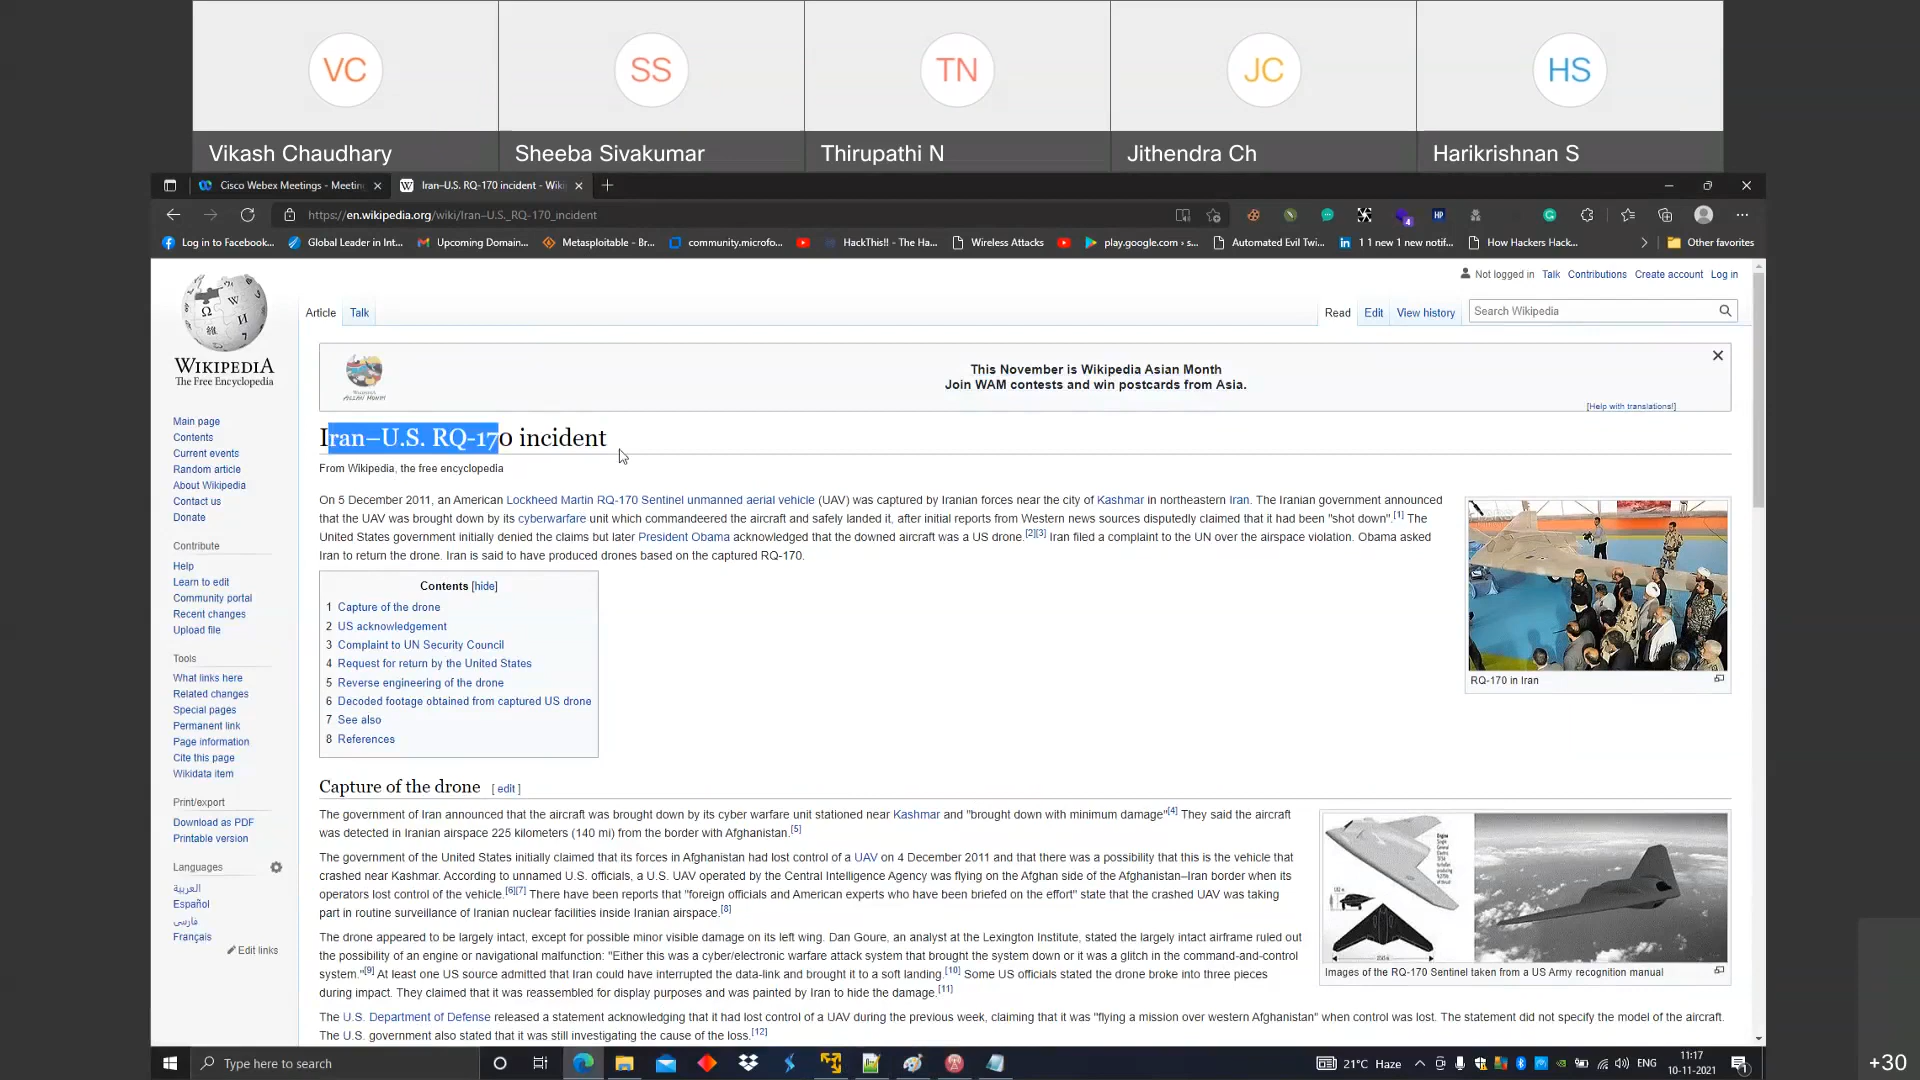 VC
SS
TN
JC
HS
Vikash Chaudhary
Sheeba Sivakumar
Thirupathi N
Jithendra Ch
Harikrishnan S
Cisco Webex Meetings - Meetin
Iran–U.S. RQ-170 incident - Wiki
https://en.wikipedia.org/wiki/Iran–U.S._RQ-170_incident
4
HP
Log in to Facebook...
Global Leader in Int...
Upcoming Domain...
Metasploitable - Br...
community.microfo...
HackThis!! - The Ha...
Wireless Attacks
play.google.com › s...
Automated Evil Twi...
1 1 new 1 new notif...
How Hackers Hack...
Other favorites
WIKIPEDIA
The Free Encyclopedia
Not logged in Talk Contributions Create account Log in
Article Talk
Read Edit View history
Search Wikipedia
This November is Wikipedia Asian Month
Join WAM contests and win postcards from Asia.
[Help with translations!]
Main page
Contents
Current events
Random article
About Wikipedia
Contact us
Donate
Contribute
Help
Learn to edit
Community portal
Recent changes
Upload file
Tools
What links here
Related changes
Special pages
Permanent link
Page information
Cite this page
Wikidata item
Print/export
Download as PDF
Printable version
Languages
العربية
Español
فارسی
Français
Edit links
Iran–U.S. RQ-170 incident
From Wikipedia, the free encyclopedia
On 5 December 2011, an American Lockheed Martin RQ-170 Sentinel unmanned aerial vehicle (UAV) was captured by Iranian forces near the city of Kashmar in northeastern Iran. The Iranian government announced
that the UAV was brought down by its cyberwarfare unit which commandeered the aircraft and safely landed it, after initial reports from Western news sources disputedly claimed that it had been "shot down".[1] The
United States government initially denied the claims but later President Obama acknowledged that the downed aircraft was a US drone.[2][3] Iran filed a complaint to the UN over the airspace violation. Obama asked
Iran to return the drone. Iran is said to have produced drones based on the captured RQ-170.
RQ-170 in Iran
Contents [hide]
1 Capture of the drone
2 US acknowledgement
3 Complaint to UN Security Council
4 Request for return by the United States
5 Reverse engineering of the drone
6 Decoded footage obtained from captured US drone
7 See also
8 References
Capture of the drone [ edit ]
The government of Iran announced that the aircraft was brought down by its cyber warfare unit stationed near Kashmar and "brought down with minimum damage"[4] They said the aircraft
was detected in Iranian airspace 225 kilometers (140 mi) from the border with Afghanistan.[5]
The government of the United States initially claimed that its forces in Afghanistan had lost control of a UAV on 4 December 2011 and that there was a possibility that this is the vehicle that
crashed near Kashmar. According to unnamed U.S. officials, a U.S. UAV operated by the Central Intelligence Agency was flying on the Afghan side of the Afghanistan–Iran border when its
operators lost control of the vehicle.[6][7] There have been reports that "foreign officials and American experts who have been briefed on the effort" state that the crashed UAV was taking
part in routine surveillance of Iranian nuclear facilities inside Iranian airspace.[8]
The drone appeared to be largely intact, except for possible minor visible damage on its left wing. Dan Goure, an analyst at the Lexington Institute, stated the largely intact airframe ruled out
the possibility of an engine or navigational malfunction: "Either this was a cyber/electronic warfare attack system that brought the system down or it was a glitch in the command-and-control
system."[9] At least one US source admitted that Iran could have interrupted the data-link and brought it to a soft landing.[10] Some US officials stated the drone broke into three pieces
during impact. They claimed that it was reassembled for display purposes and was painted by Iran to hide the damage.[11]
Images of the RQ-170 Sentinel taken from a US Army recognition manual
The U.S. Department of Defense released a statement acknowledging that it had lost control of a UAV during the previous week, claiming that it was "flying a mission over western Afghanistan" when control was lost. The statement did not specify the model of the aircraft.
The U.S. government also stated that it was still investigating the cause of the loss.[12]
Type here to search
21°C Haze
ENG
11:17
10-11-2021
1
+30